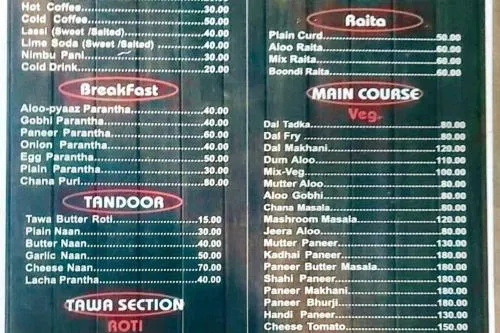 Hot Coffee 30.00
Cold Coffee 50.00
Lassi (Sweet /Salted) 40.00
Lime Soda (Sweet /Salted) 40.00
Nimbu Pani 30.00
Cold Drink 20.00
BreakFast
Aloo-pyaaz Parantha 40.00
Gobhi Parantha 40.00
Paneer Parantha 60.00
Onion Parantha 40.00
Egg Parantha 50.00
Plain Parantha 30.00
Chana Puri 80.00
TANDOOR
Tawa Butter Roti 15.00
Plain Naan 30.00
Butter Naan 40.00
Garlic Naan 50.00
Cheese Naan 70.00
Lacha Prantha 40.00
TAWA SECTION
ROTI
Raita
Plain Curd 50.00
Aloo Raita 60.00
Mix Raita 60.00
Boondi Raita 60.00
MAIN COURSE
Veg.
Dal Tadka 80.00
Dal Fry 80.00
Dal Makhani 120.00
Dum Aloo 110.00
Mix-Veg 100.00
Mutter Aloo 80.00
Aloo Gobhi 80.00
Chana Masala 80.00
Mashroom Masala 120.00
Jeera Aloo 80.00
Mutter Paneer 130.00
Kadhai Paneer 180.00
Paneer Butter Masala 180.00
Shahi Paneer 180.00
Paneer Makhani 180.00
Paneer Bhurji 180.00
Handi Paneer 130.00
Cheese Tomato 150.00